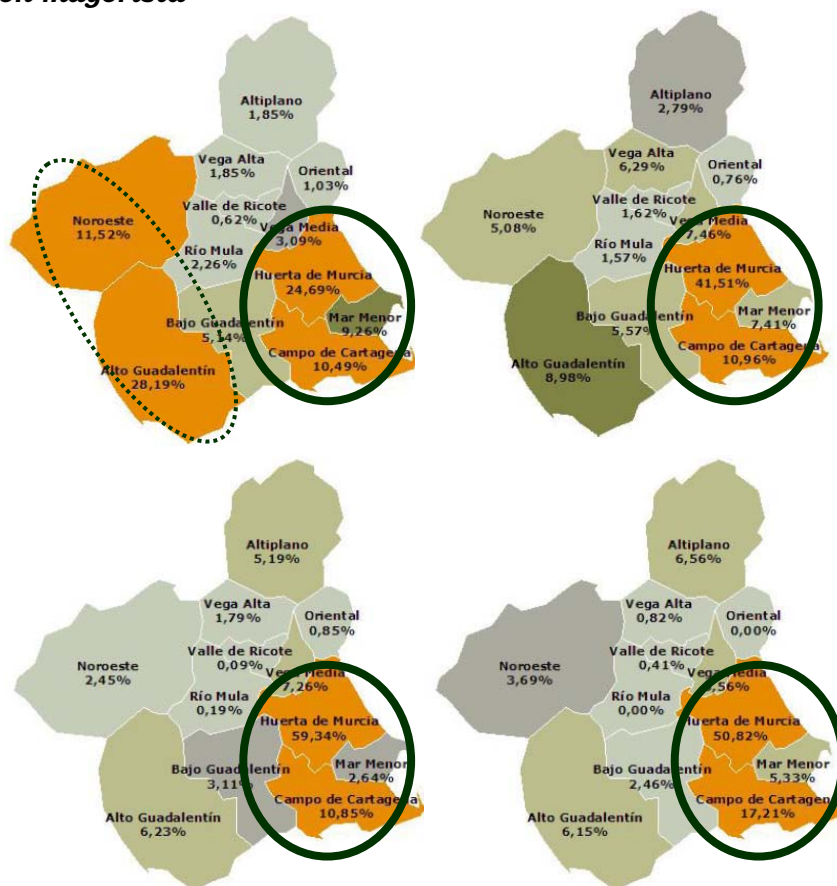 mayorista
Altiplano
1,85%
Vega Alta
1,85%
Oriental
1,03%
Noroeste
11,52%
Valle de Ricote
0,62%
Vega Media
3,09%
Río Mula
2,26%
Huerta de Murcia
24,69%
Mar Menor
9,26%
Bajo Guadalentín
5,14%
Campo de Cartagena
10,49%
Alto Guadalentín
28,19%
Altiplano
2,79%
Vega Alta
6,29%
Oriental
0,76%
Noroeste
5,08%
Valle de Ricote
1,62%
Vega Media
7,46%
Río Mula
1,57%
Huerta de Murcia
41,51%
Mar Menor
7,41%
Bajo Guadalentín
5,57%
Campo de Cartagena
10,96%
Alto Guadalentín
8,98%
Altiplano
5,19%
Vega Alta
1,79%
Oriental
0,85%
Noroeste
2,45%
Valle de Ricote
0,09%
Vega Media
7,26%
Río Mula
0,19%
Huerta de Murcia
59,34%
Mar Menor
2,64%
Bajo Guadalentín
3,11%
Campo de Cartagena
10,85%
Alto Guadalentín
6,23%
Altiplano
6,56%
Vega Alta
0,82%
Oriental
0,00%
Noroeste
3,69%
Valle de Ricote
0,41%
Vega Media
6,56%
Río Mula
0,00%
Huerta de Murcia
50,82%
Mar Menor
5,33%
Bajo Guadalentín
2,46%
Campo de Cartagena
17,21%
Alto Guadalentín
6,15%